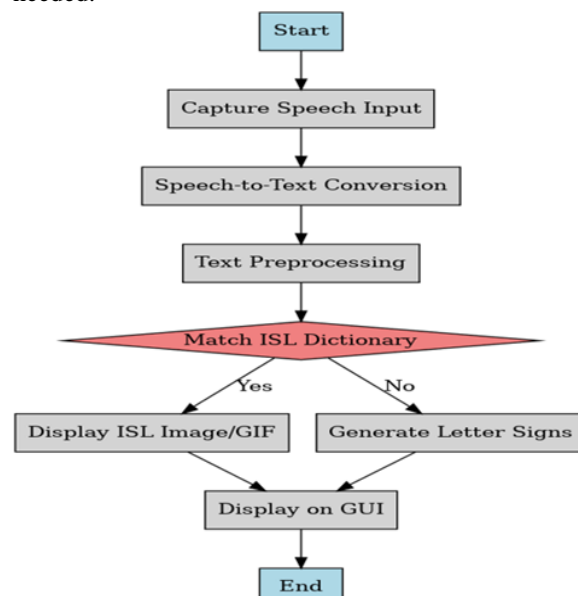 needed.
Start
Capture Speech Input
Speech-to-Text Conversion
Text Preprocessing
Match ISL Dictionary
Yes
No
Display ISL Image/GIF
Generate Letter Signs
Display on GUI
End